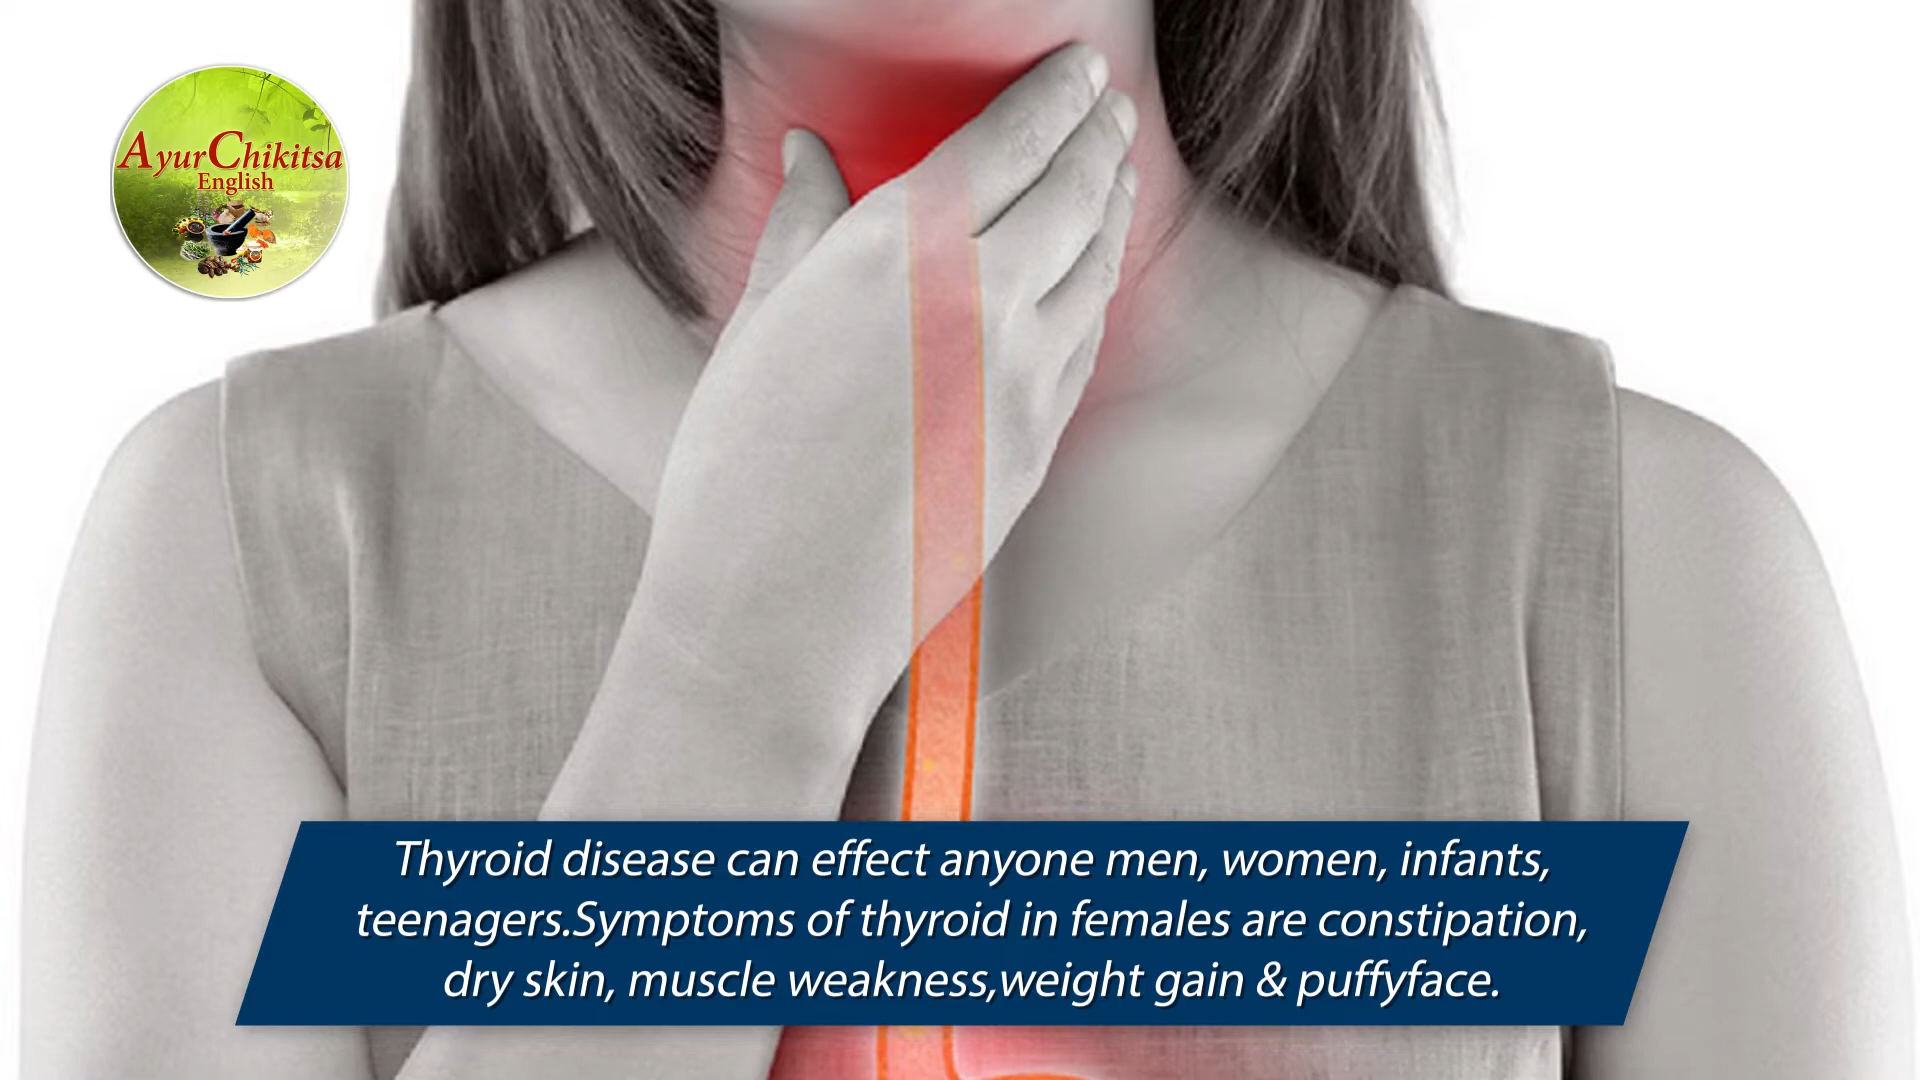 AyurChikitsa
English
Thyroid disease can effect anyone men, women, infants,
teenagers.Symptoms of thyroid in females are constipation,
dry skin, muscle weakness,weight gain & puffyface.